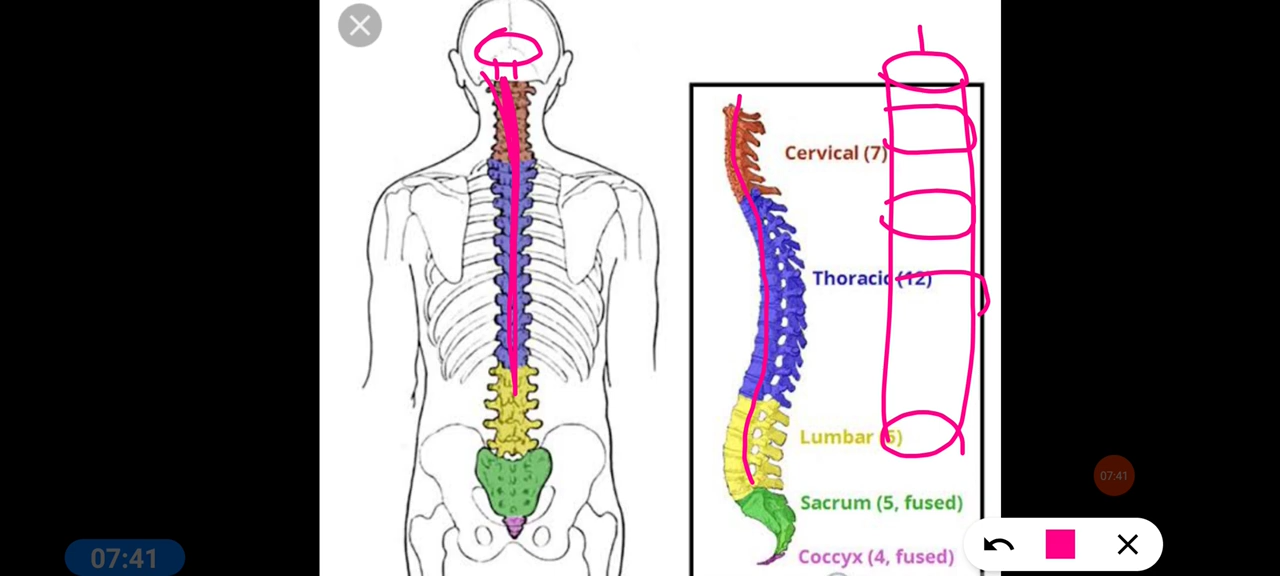 Cervical (7)
Thoracic (12)
Lumbar (5)
Sacrum (5, fused)
Coccyx (4, fused)
07:41
07:41